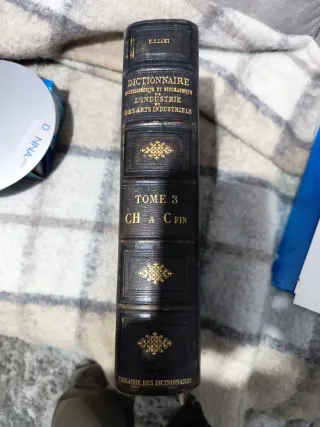 E.O.LAMI
DICTIONNAIRE
ENCYCLOPÉDIQUE ET BIOGRAPHIQUE
DE
L'INDUSTRIE
ET
DES ARTS INDUSTRIELS
TOME 3
CH A C FIN
LIBRAIRIE DES DICTIONNAIRES